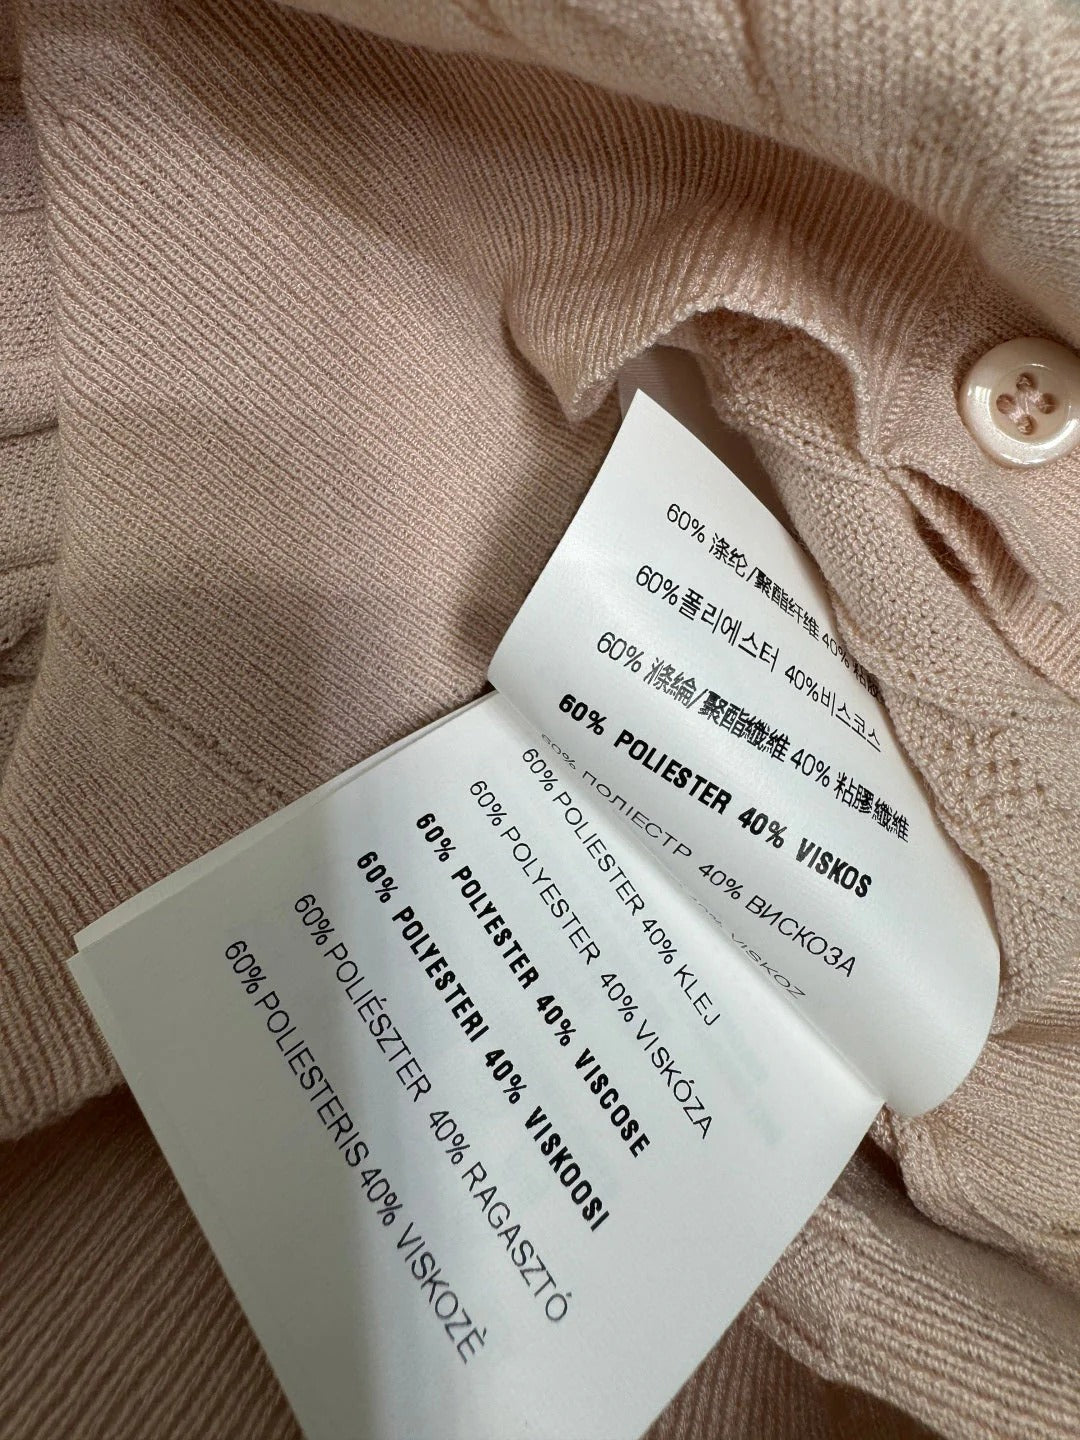 60% 涤纶/聚酯纤维 40% 粘胶
60% 폴리에스터 40% 비스코스
60% 滌綸/聚酯纖維 40% 粘膠纖維
60% POLIESTER 40% VISKOS
60% ПОЛІЕСТР 40% ВИСКОЗА
VISKOZ
60% POLIESTER 40% KLEJ
60% POLYESTER 40% VISKÓZA
60% POLYESTER 40% VISCOSE
60% POLYESTERI 40% VISKOOSI
60% POLIÉSZTER 40% RAGASZTÓ
60% POLIESTERIS 40% VISKOZÈ